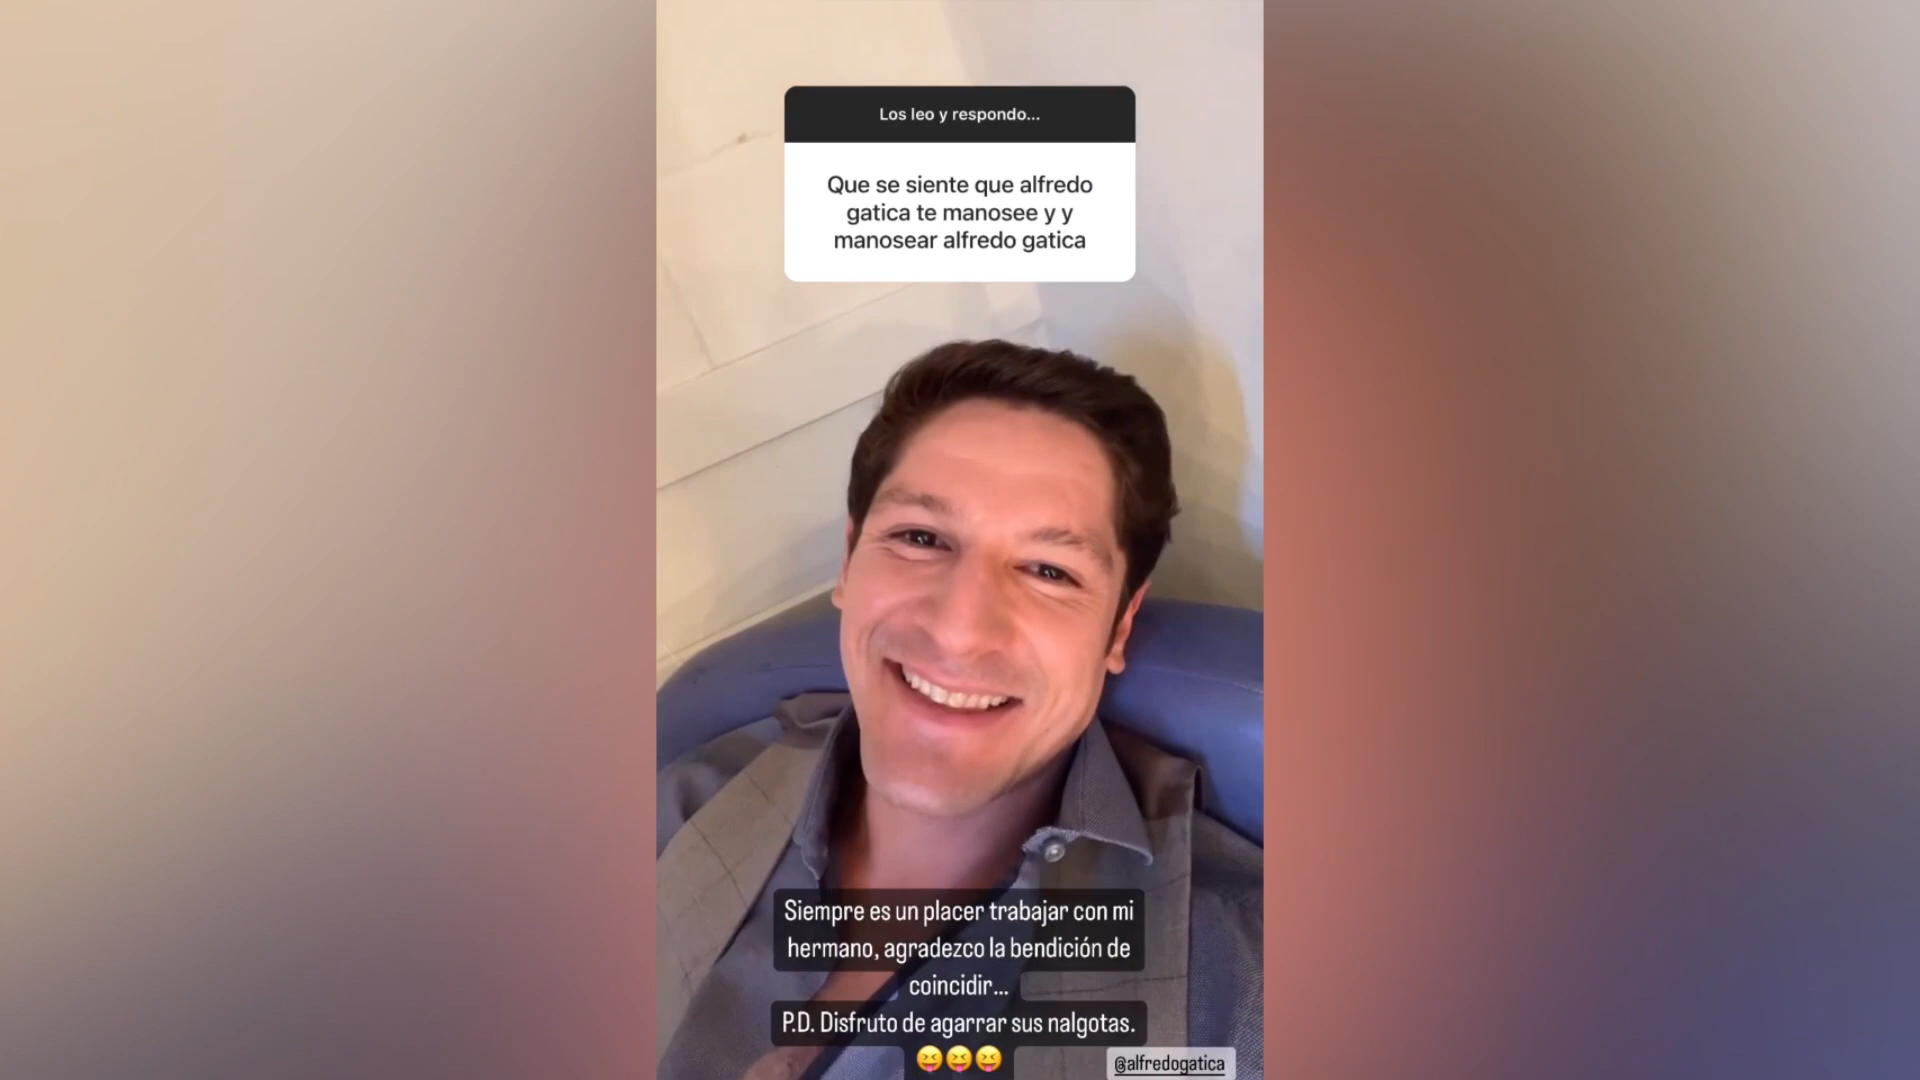 Los leo y respondo...
Que se siente que alfredo
gatica te manosee y y
manosear alfredo gatica
Siempre es un placer trabajar con mi
hermano, agradezco la bendición de
coincidir...
P.D. Disfruto de agarrar sus nalgotas.
😝😝😝
@alfredogatica